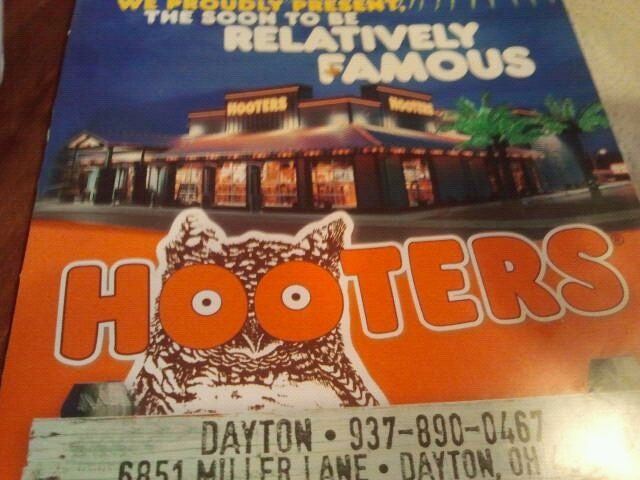 WE PROUDLY PRESENT,
THE SOON TO BE
RELATIVELY
FAMOUS
HOOTERS
HOOTERS
HOOTERS®
DAYTON • 937-890-0467
6851 MILLER LANE • DAYTON, OH